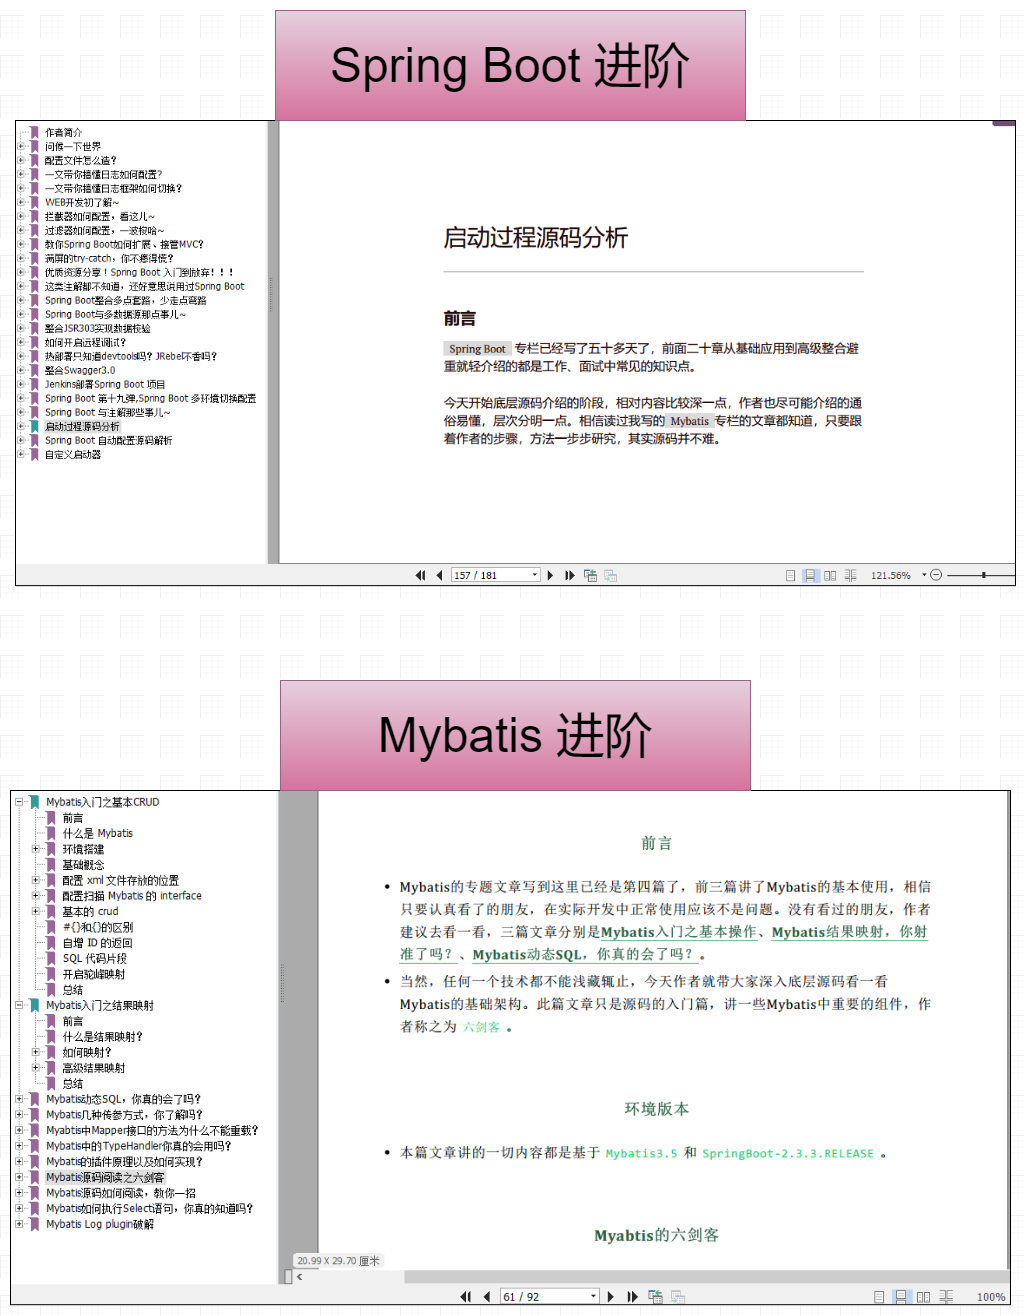 Spring Boot 进阶
作者简介
问候一下世界
配置文件怎么造?
一文带你搞懂日志如何配置?
一文带你搞懂日志框架如何切换?
WEB开发初了解~
拦截器如何配置，看这儿~
过滤器如何配置，一波梭哈~
教你Spring Boot如何扩展、接管MVC?
满屏的try-catch，你不瘆得慌?
优质资源分享！Spring Boot 入门到放弃！！！
这类注解都不知道，还好意思说用过Spring Boot
Spring Boot整合多点套路，少走点弯路
Spring Boot与多数据源那点事儿~
整合JSR303实现数据校验
如何开启远程调试?
热部署只知道devtools吗? JRebel不香吗?
整合Swagger3.0
Jenkins部署Spring Boot 项目
Spring Boot 第十九弹,Spring Boot 多环境切换配置
Spring Boot 与注解那些事儿~
启动过程源码分析
Spring Boot 自动配置源码解析
自定义启动器
启动过程源码分析
前言
Spring Boot 专栏已经写了五十多天了，前面二十章从基础应用到高级整合避
重就轻介绍的都是工作、面试中常见的知识点。
今天开始底层源码介绍的阶段，相对内容比较深一点，作者也尽可能介绍的通
俗易懂，层次分明一点。相信读过我写的 Mybatis 专栏的文章都知道，只要跟
着作者的步骤，方法一步步研究，其实源码并不难。
157 / 181
121.56%
Mybatis 进阶
Mybatis入门之基本CRUD
前言
什么是 Mybatis
环境搭建
基础概念
配置 xml 文件存放的位置
配置扫描 Mybatis 的 interface
基本的 crud
#{}和{}的区别
自增 ID 的返回
SQL 代码片段
开启驼峰映射
总结
Mybatis入门之结果映射
前言
什么是结果映射?
如何映射?
高级结果映射
总结
Mybatis动态SQL，你真的会了吗?
Mybatis几种传参方式，你了解吗?
Myabtis中Mapper接口的方法为什么不能重载?
Mybatis中的TypeHandler你真的会用吗?
Mybatis的插件原理以及如何实现?
Mybatis源码阅读之六剑客
Mybatis源码如何阅读，教你一招
Mybatis如何执行Select语句，你真的知道吗?
Mybatis Log plugin破解
前言
• Mybatis的专题文章写到这里已经是第四篇了，前三篇讲了Mybatis的基本使用，相信
只要认真看了的朋友，在实际开发中正常使用应该不是问题。没有看过的朋友，作者
建议去看一看，三篇文章分别是Mybatis入门之基本操作、Mybatis结果映射，你射
准了吗？、Mybatis动态SQL，你真的会了吗？。
• 当然，任何一个技术都不能浅藏辄止，今天作者就带大家深入底层源码看一看
Mybatis的基础架构。此篇文章只是源码的入门篇，讲一些Mybatis中重要的组件，作
者称之为 六剑客 。
环境版本
• 本篇文章讲的一切内容都是基于 Mybatis3.5 和 SpringBoot-2.3.3.RELEASE 。
Myabtis的六剑客
20.99 X 29.70 厘米
61 / 92
100%